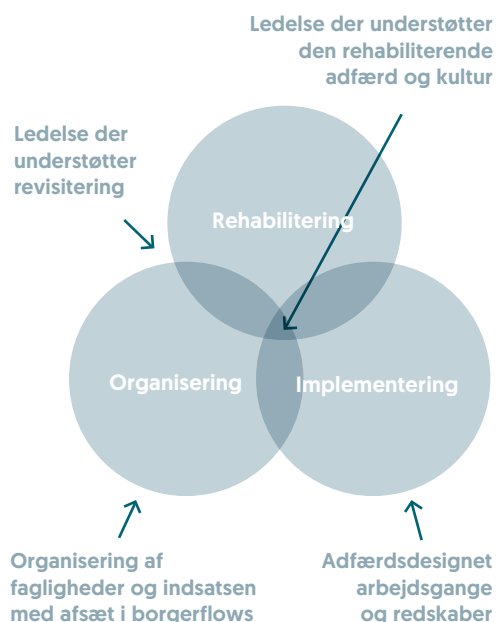 Ledelse der understøtter
den rehabiliterende
adfærd og kultur
Ledelse der
understøtter
revisitering
Rehabilitering
Organisering
Implementering
Organisering af
fagligheder og indsatsen
med afsæt i borgerflows
Adfærdsdesignet
arbejdsgange
og redskaber